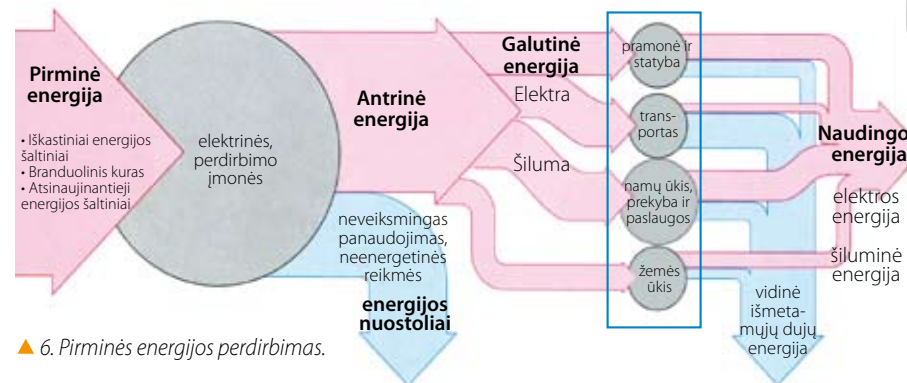 Pirminė
energija
• Iškastiniai energijos
šaltiniai
• Branduolinis kuras
• Atsinaujinantieji
energijos šaltiniai
elektrinės,
perdirbimo
įmonės
Antrinė
energija
neveiksmingas
panaudojimas,
neenergetinės
reikmės
energijos
nuostoliai
Galutinė
energija
Elektra
Šiluma
pramonė ir
statyba
trans-
portas
namų ūkis,
prekyba ir
paslaugos
žemės
ūkis
vidinė
išmeta-
mųjų dujų
energija
Naudingo
energija
elektros
energija
šiluminė
energija
▲ 6. Pirminės energijos perdirbimas.